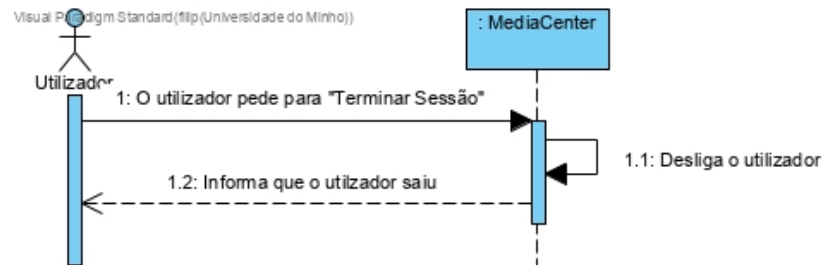 Visual Paradigm Standard(filip(Universidade do Minho))
: MediaCenter
Utilizador
1: O utilizador pede para "Terminar Sessão"
1.1: Desliga o utilizador
1.2: Informa que o utilzador saiu